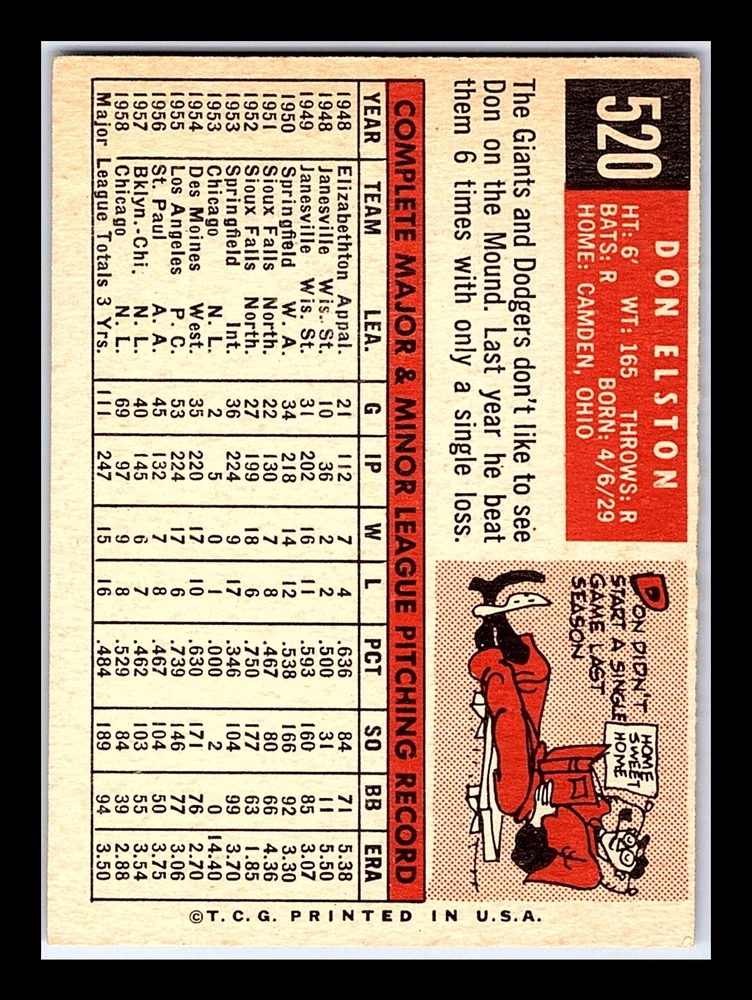 520
DON ELSTON
HT: 6' WT: 165 THROWS: R
BATS: R BORN: 4/6/29
HOME: CAMDEN, OHIO
The Giants and Dodgers don't like to see
Don on the Mound. Last year he beat
them 6 times with only a single loss.
DON DIDN'T
START A SINGLE
GAME LAST
SEASON
HOME
SWEET
HOME
COMPLETE MAJOR & MINOR LEAGUE PITCHING RECORD
YEAR TEAM LEA. G IP W L PCT SO BB ERA
1948 Elizabethton Appal. 21 112 7 4 .636 84 71 5.38
1948 Janesville Wis. St. 10 36 2 2 .500 31 11 5.50
1949 Janesville Wis. St. 31 202 16 11 .593 160 85 3.07
1950 Springfield W. A. 34 218 14 12 .538 166 92 3.30
1951 Sioux Falls North. 22 130 7 8 .467 80 66 4.36
1952 Sioux Falls North. 27 199 18 6 .750 177 63 1.85
1953 Springfield Int. 36 224 9 17 .346 104 99 3.70
1953 Chicago N. L. 2 5 0 1 .000 2 0 14.40
1954 Des Moines West. 35 220 17 10 .630 171 76 2.70
1955 Los Angeles P. C. 53 224 17 6 .739 146 77 3.06
1956 St. Paul A. A. 45 132 7 8 .467 104 50 3.75
1957 Bklyn.-Chi. N. L. 40 145 6 7 .462 103 55 3.54
1958 Chicago N. L. 69 97 9 8 .529 84 39 2.88
Major League Totals 3 Yrs. 111 247 15 16 .484 189 94 3.50
©T.C.G. PRINTED IN U.S.A.